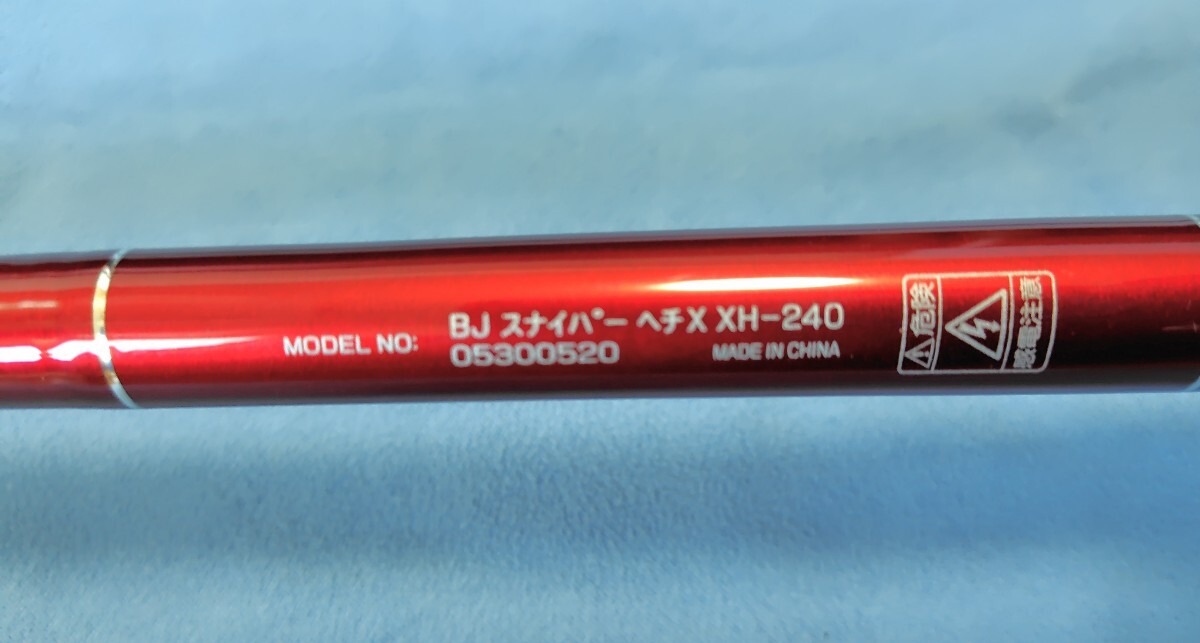 MODEL NO: BJ スナイパー ヘチX XH-240
05300520 MADE IN CHINA
危険
感電注意